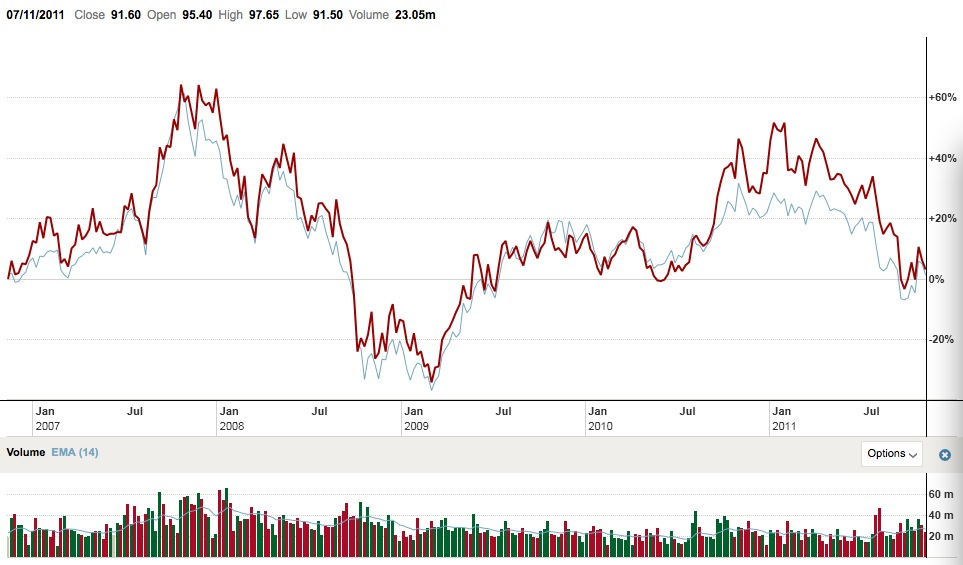 07/11/2011 Close 91.60 Open 95.40 High 97.65 Low 91.50 Volume 23.05m
+60%
+40%
+20%
0%
-20%
Jan Jul Jan Jul Jan Jul Jan Jul Jan Jul
2007 2008 2009 2010 2011
Volume EMA (14) Options
60 m
40 m
20 m